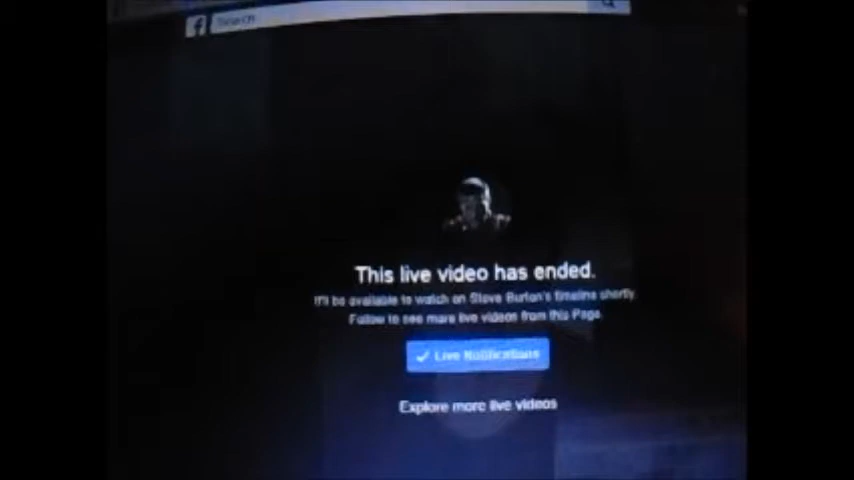 f Search
This live video has ended.
It'll be available to watch on Steve Burton's timeline shortly.
Follow to see more live videos from this Page.
✓ Live Notifications
Explore more live videos